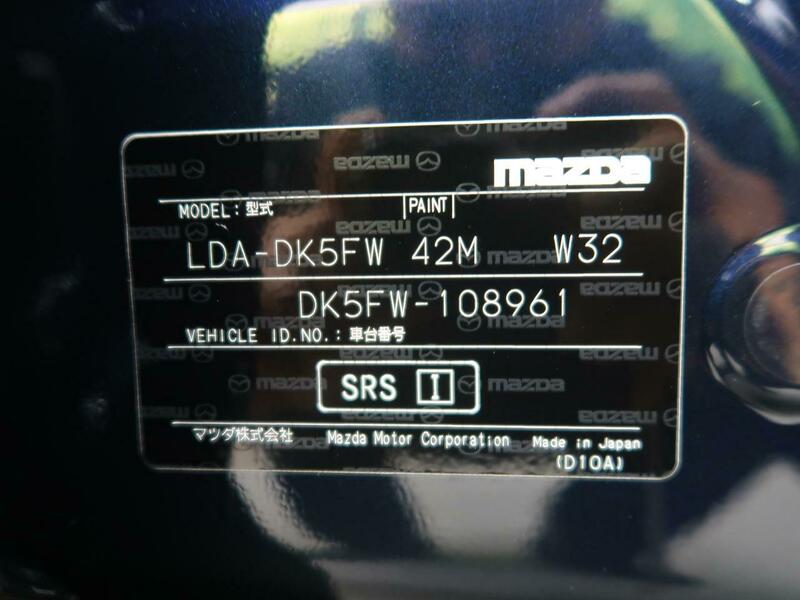 mazda
MODEL: 型式 PAINT
LDA-DK5FW 42M W32
DK5FW-108961
VEHICLE ID.NO.: 車台番号
SRS I
マツダ株式会社 Mazda Motor Corporation Made in Japan
(D10A)